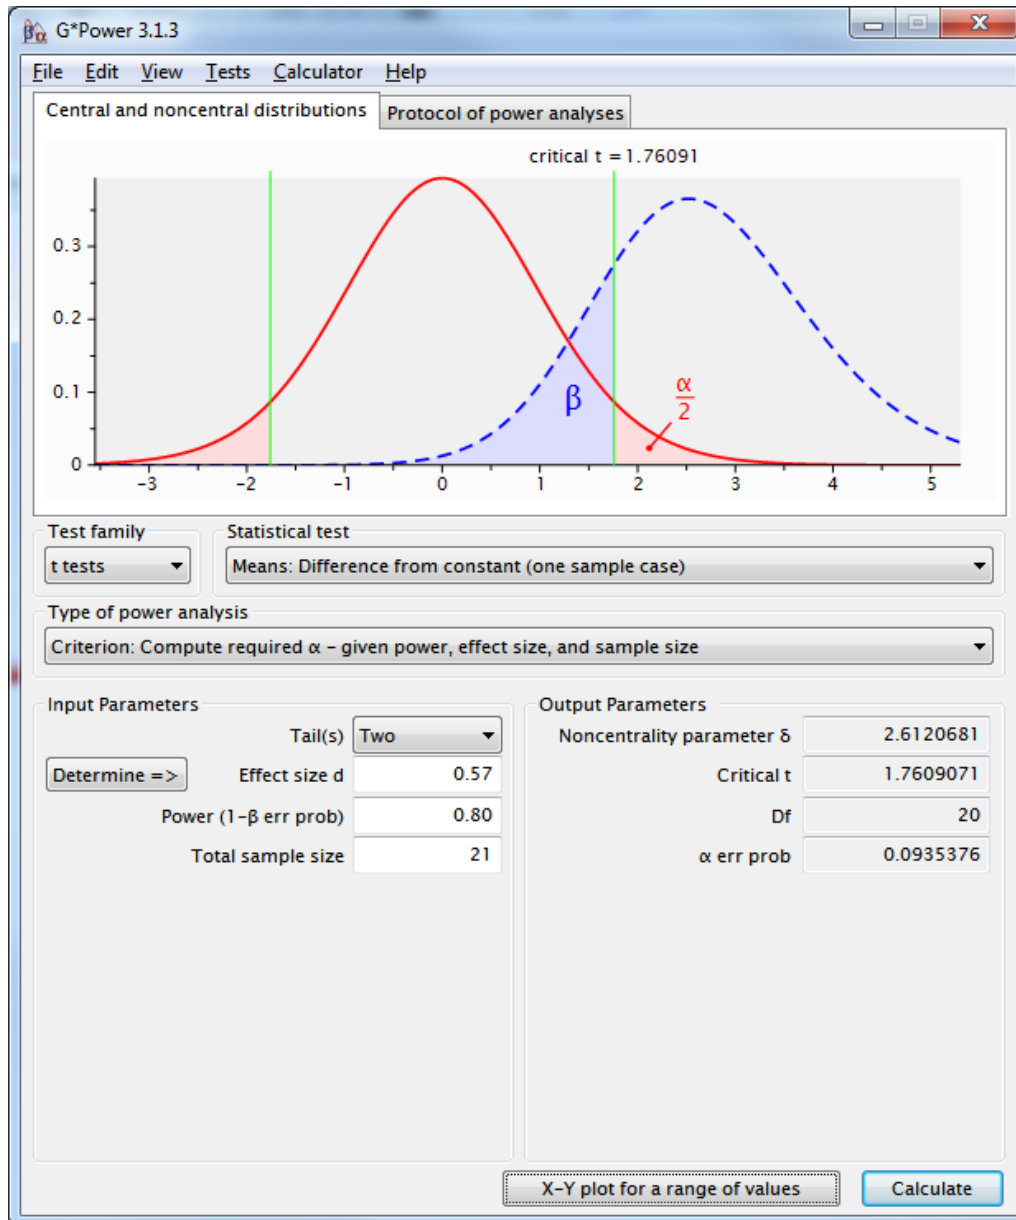 G*Power 3.1.3
File Edit View Tests Calculator Help
Central and noncentral distributions Protocol of power analyses
critical t = 1.76091
0.3
0.2
0.1
0
β
α
2
-3 -2 -1 0 1 2 3 4 5
Test family Statistical test
t tests Means: Difference from constant (one sample case)
Type of power analysis
Criterion: Compute required α – given power, effect size, and sample size
Input Parameters Output Parameters
Tail(s) Two Noncentrality parameter δ 2.6120681
Determine => Effect size d 0.57 Critical t 1.7609071
Power (1-β err prob) 0.80 Df 20
Total sample size 21 α err prob 0.0935376
X-Y plot for a range of values Calculate